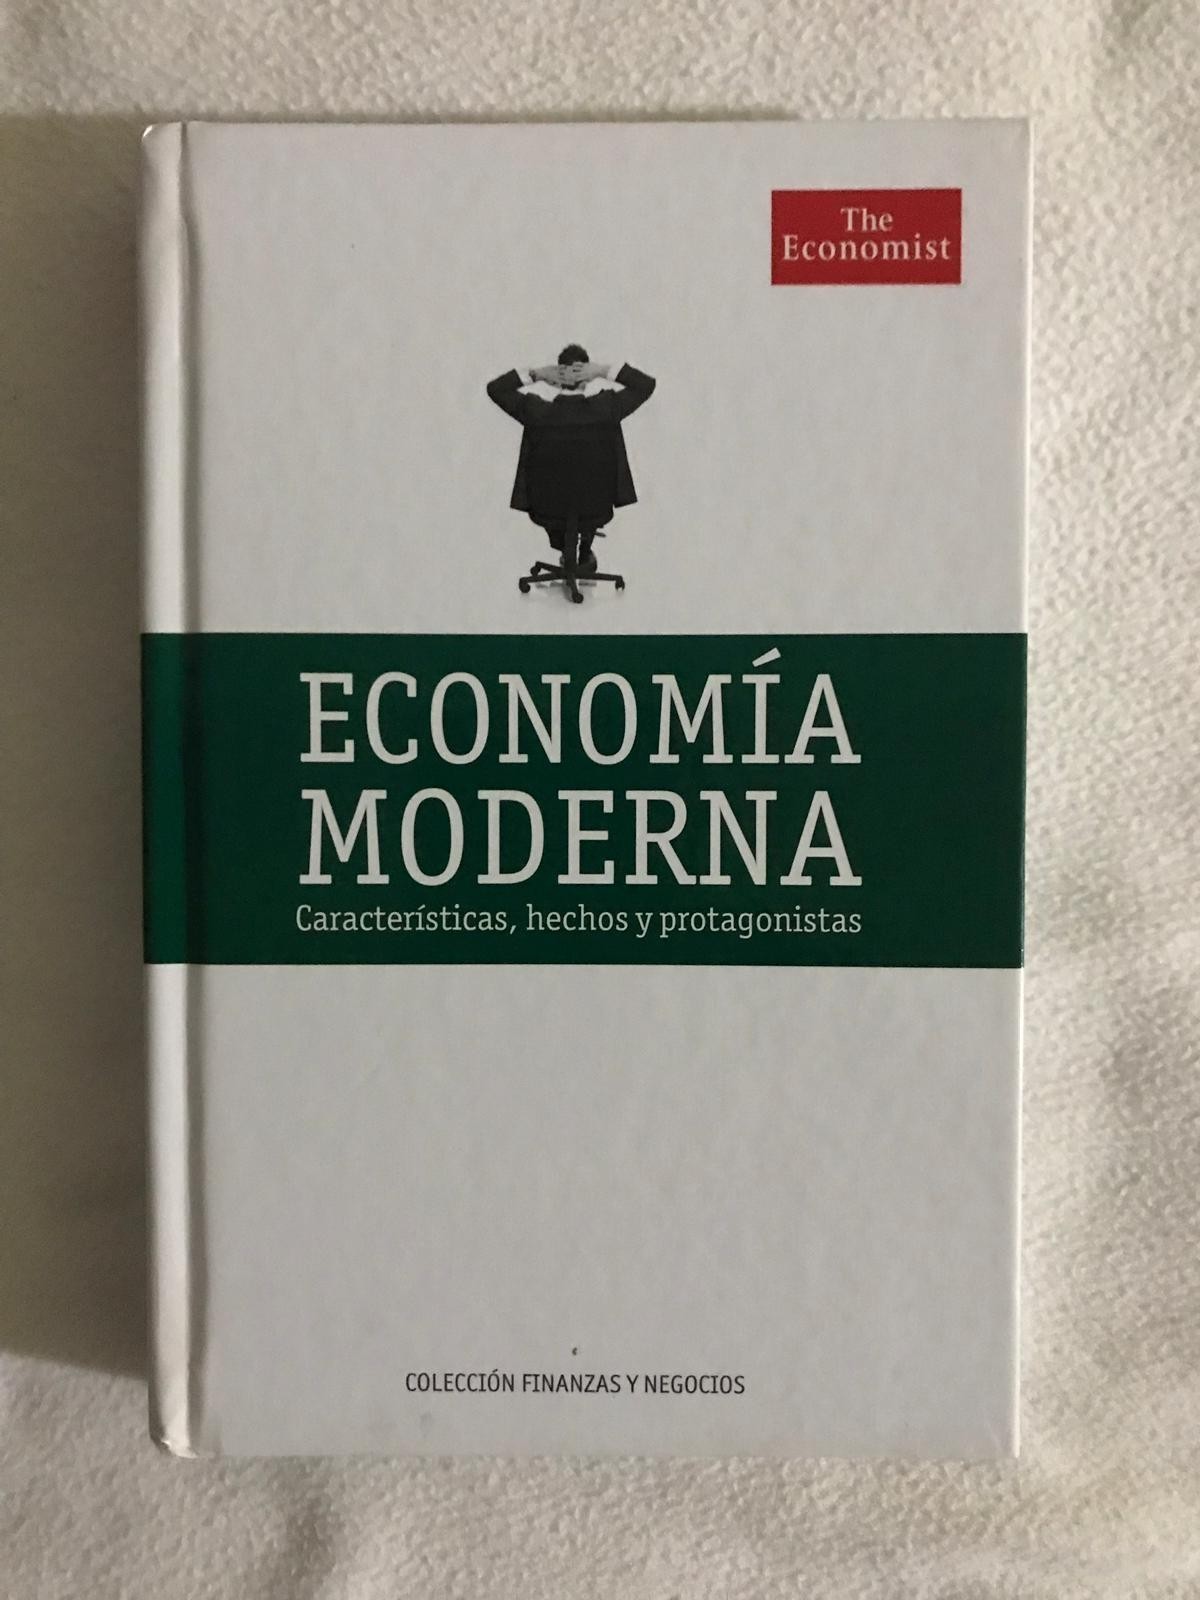 The
Economist
ECONOMÍA
MODERNA
Características, hechos y protagonistas
COLECCIÓN FINANZAS Y NEGOCIOS